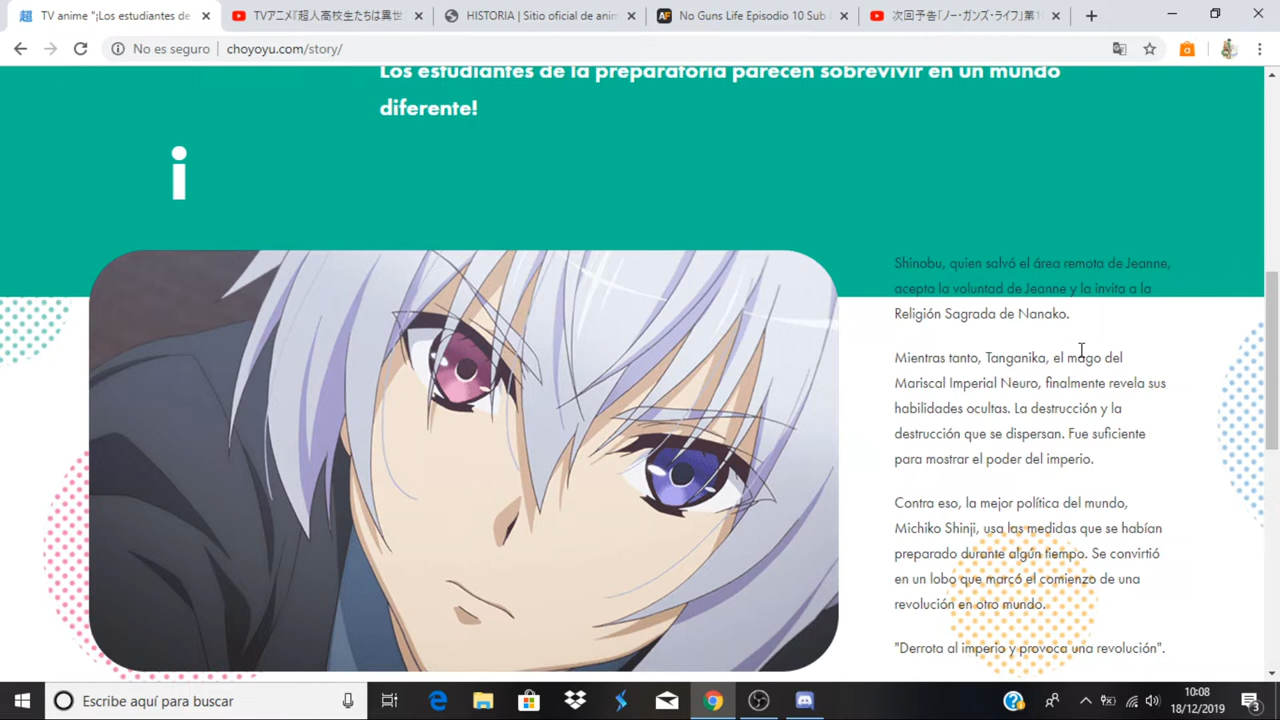 TV anime "¡Los estudiantes de
TVアニメ『超人高校生たちは異世
HISTORIA | Sitio oficial de anim
No Guns Life Episodio 10 Sub
次回予告「ノー・ガンズ・ライフ」第1
No es seguro
choyoyu.com/story/
Los estudiantes de la preparatoria parecen sobrevivir en un mundo
diferente!
¡
Shinobu, quien salvó el área remota de Jeanne,
acepta la voluntad de Jeanne y la invita a la
Religión Sagrada de Nanako.
Mientras tanto, Tanganika, el mago del
Mariscal Imperial Neuro, finalmente revela sus
habilidades ocultas. La destrucción y la
destrucción que se dispersan. Fue suficiente
para mostrar el poder del imperio.
Contra eso, la mejor política del mundo,
Michiko Shinji, usa las medidas que se habían
preparado durante algún tiempo. Se convirtió
en un lobo que marcó el comienzo de una
revolución en otro mundo.
"Derrota al imperio y provoca una revolución".
Escribe aquí para buscar
10:08
18/12/2019